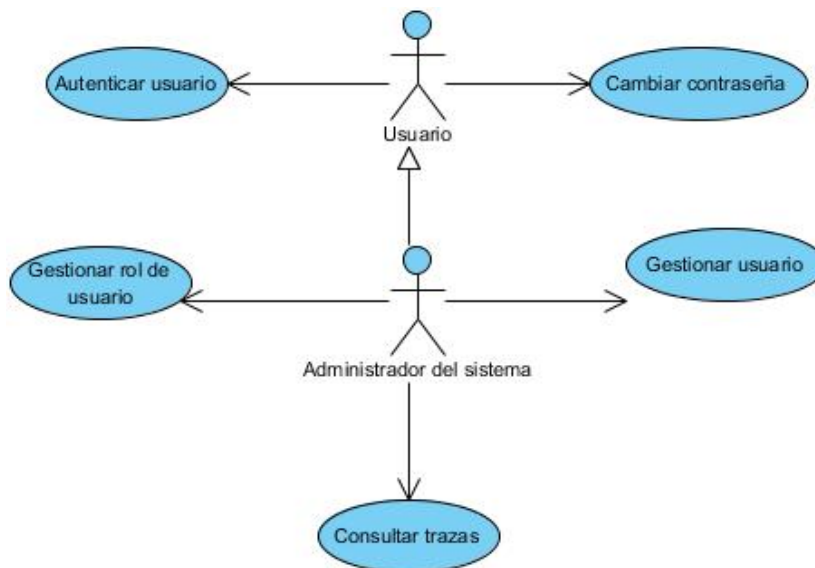 Autenticar usuario
Cambiar contraseña
Usuario
Gestionar rol de
usuario
Gestionar usuario
Administrador del sistema
Consultar trazas